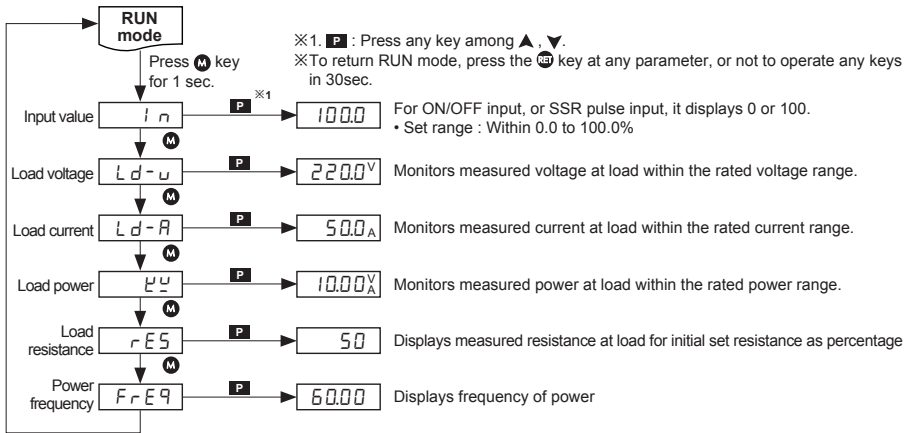 RUN
mode
Press M key
for 1 sec.
※1. P : Press any key among ▲ , ▼.
※To return RUN mode, press the RET key at any parameter, or not to operate any keys
in 30sec.
Input value In P ※1 100.0 For ON/OFF input, or SSR pulse input, it displays 0 or 100.
• Set range : Within 0.0 to 100.0%
M
Load voltage Ld-u P 220.0 V Monitors measured voltage at load within the rated voltage range.
M
Load current Ld-A P 50.0 A Monitors measured current at load within the rated current range.
M
Load power P 10.00 V A Monitors measured power at load within the rated power range.
M
Load
resistance rES P 50 Displays measured resistance at load for initial set resistance as percentage
M
Power
frequency FrEq P 60.00 Displays frequency of power